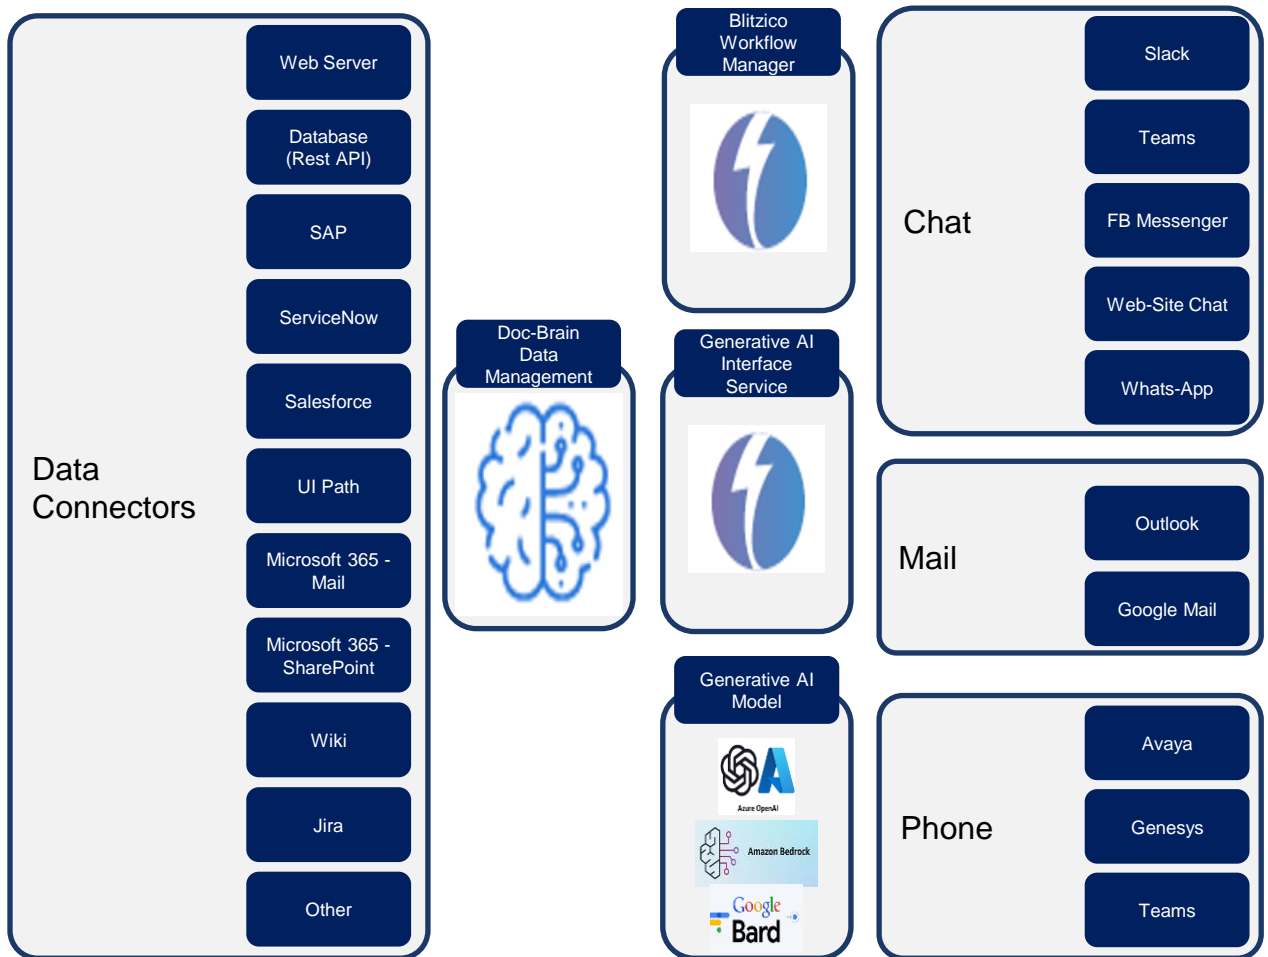 Data
Connectors
Web Server
Database
(Rest API)
SAP
ServiceNow
Salesforce
UI Path
Microsoft 365 -
Mail
Microsoft 365 -
SharePoint
Wiki
Jira
Other
Doc-Brain
Data
Management
Blitzico
Workflow
Manager
Generative AI
Interface
Service
Generative AI
Model
Azure OpenAI
Amazon Bedrock
Google
Bard
Chat
Slack
Teams
FB Messenger
Web-Site Chat
Whats-App
Mail
Outlook
Google Mail
Phone
Avaya
Genesys
Teams